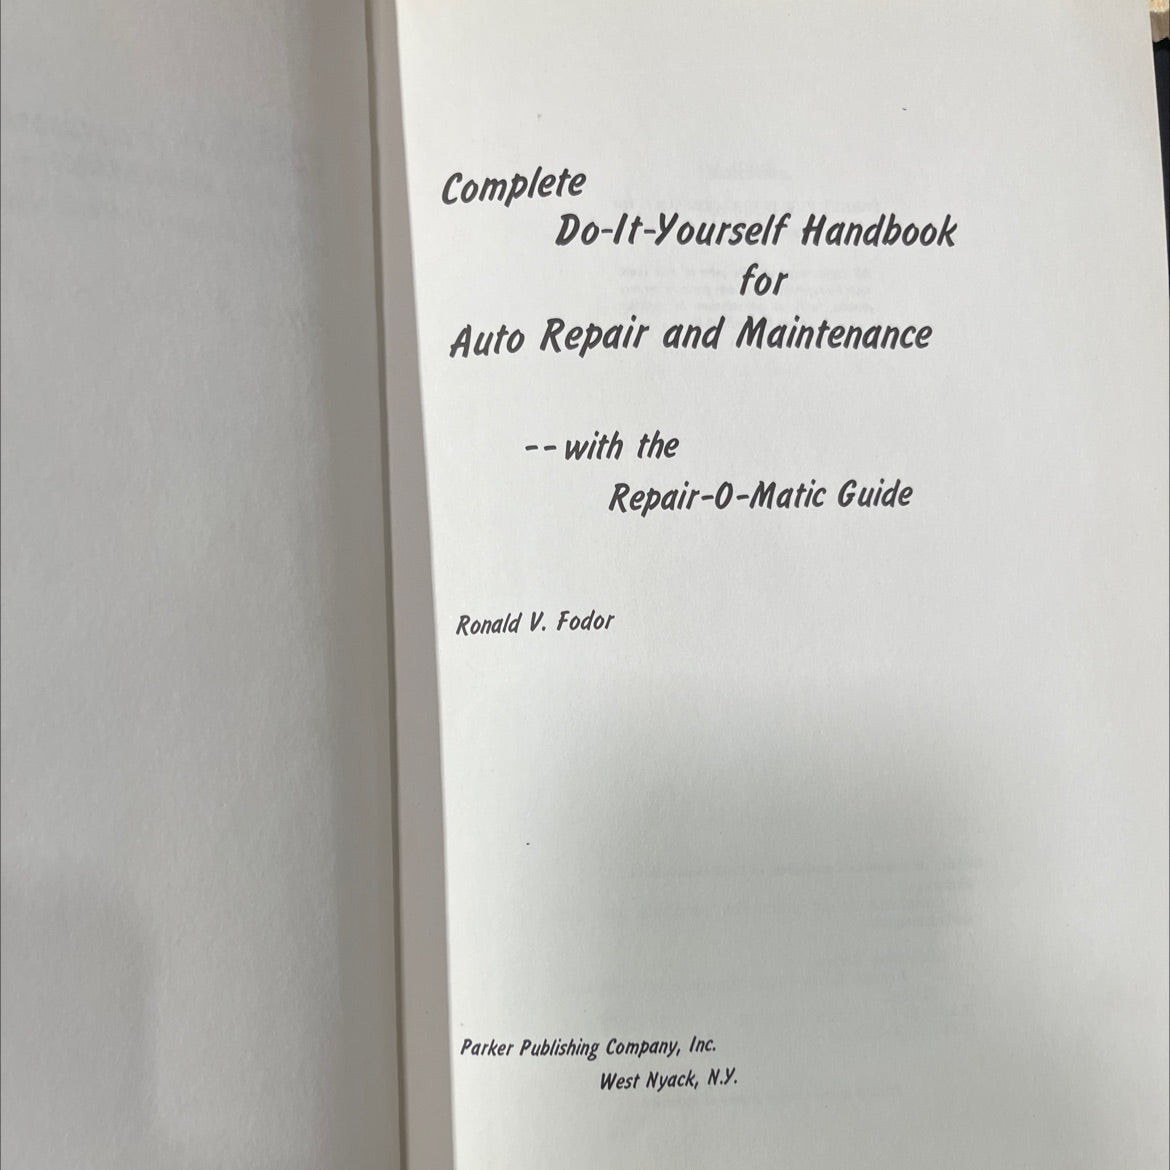 Complete
Do-It-Yourself Handbook
for
Auto Repair and Maintenance
--with the
Repair-O-Matic Guide
Ronald V. Fodor
Parker Publishing Company, Inc.
West Nyack, N.Y.